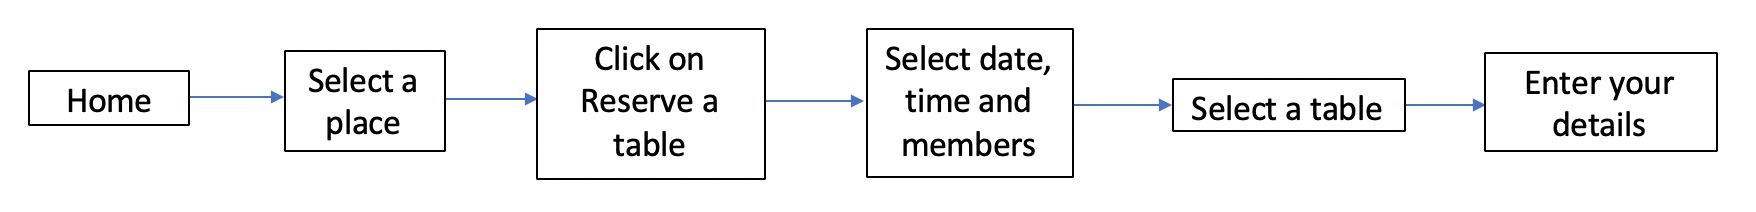 Home
Select a
place
Click on
Reserve a
table
Select date,
time and
members
Select a table
Enter your
details